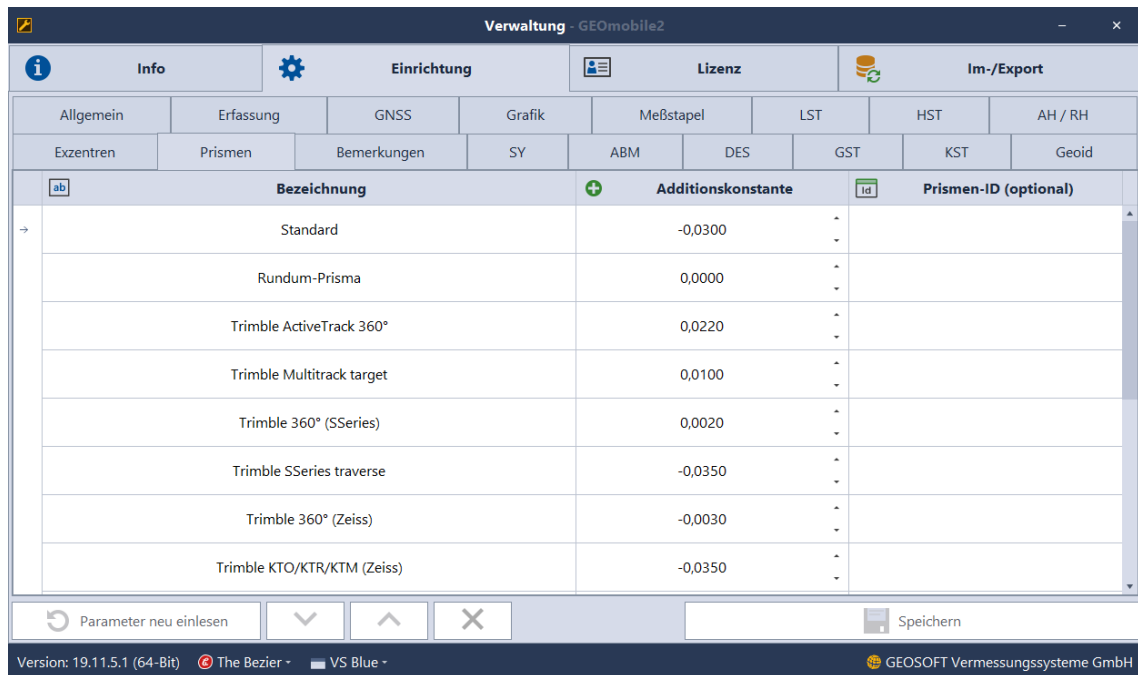 Verwaltung - GEOmobile2
Info Einrichtung Lizenz Im-/Export
Allgemein Erfassung GNSS Grafik Meßstapel LST HST AH / RH
Exzentren Prismen Bemerkungen SY ABM DES GST KST Geoid
ab Bezeichnung Additionskonstante Id Prismen-ID (optional)
Standard -0,0300
Rundum-Prisma 0,0000
Trimble ActiveTrack 360° 0,0220
Trimble Multitrack target 0,0100
Trimble 360° (SSeries) 0,0020
Trimble SSeries traverse -0,0350
Trimble 360° (Zeiss) -0,0030
Trimble KTO/KTR/KTM (Zeiss) -0,0350
Parameter neu einlesen Speichern
Version: 19.11.5.1 (64-Bit) The Bezier VS Blue GEOSOFT Vermessungssysteme GmbH